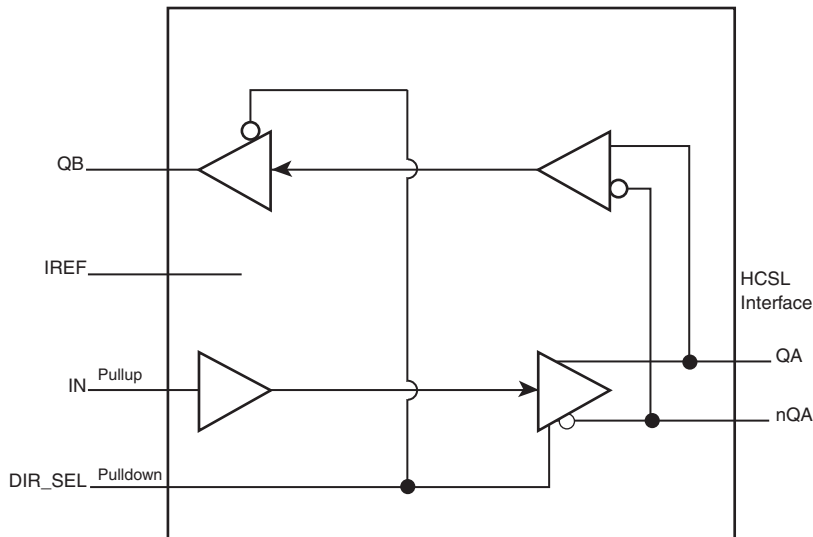 QB
IREF
HCSL
Interface
QA
IN Pullup
nQA
DIR_SEL Pulldown